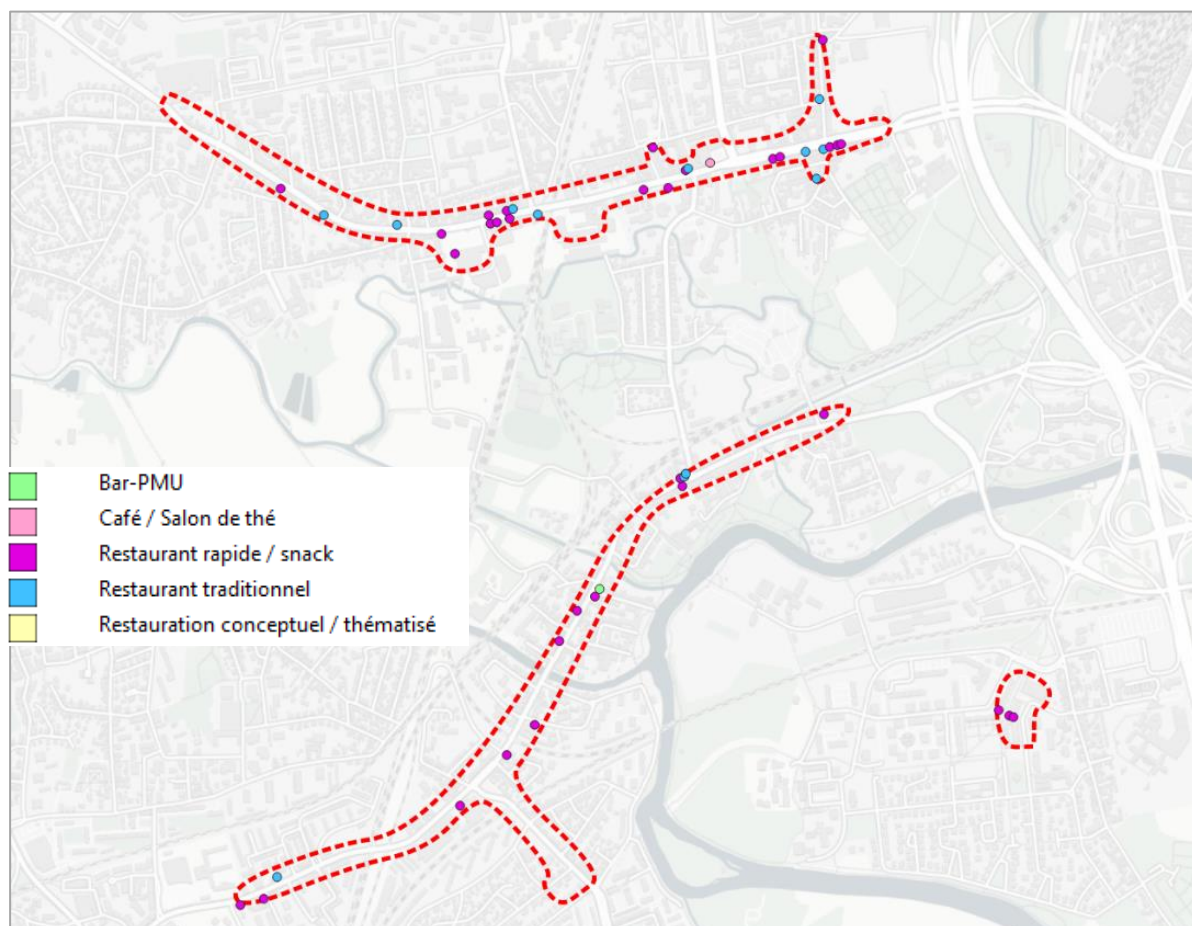 Bar-PMU
Café / Salon de thé
Restaurant rapide / snack
Restaurant traditionnel
Restauration conceptuel / thématisé